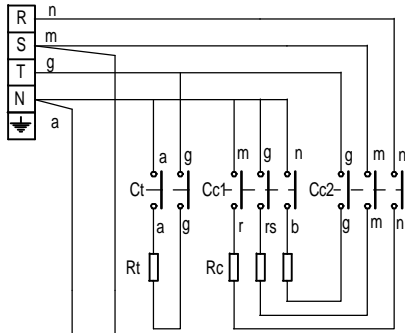 R n
S m
T g
N
a
a g m g n g m n
Ct Cc1 Cc2
a g r rs b g m n
Rt Rc